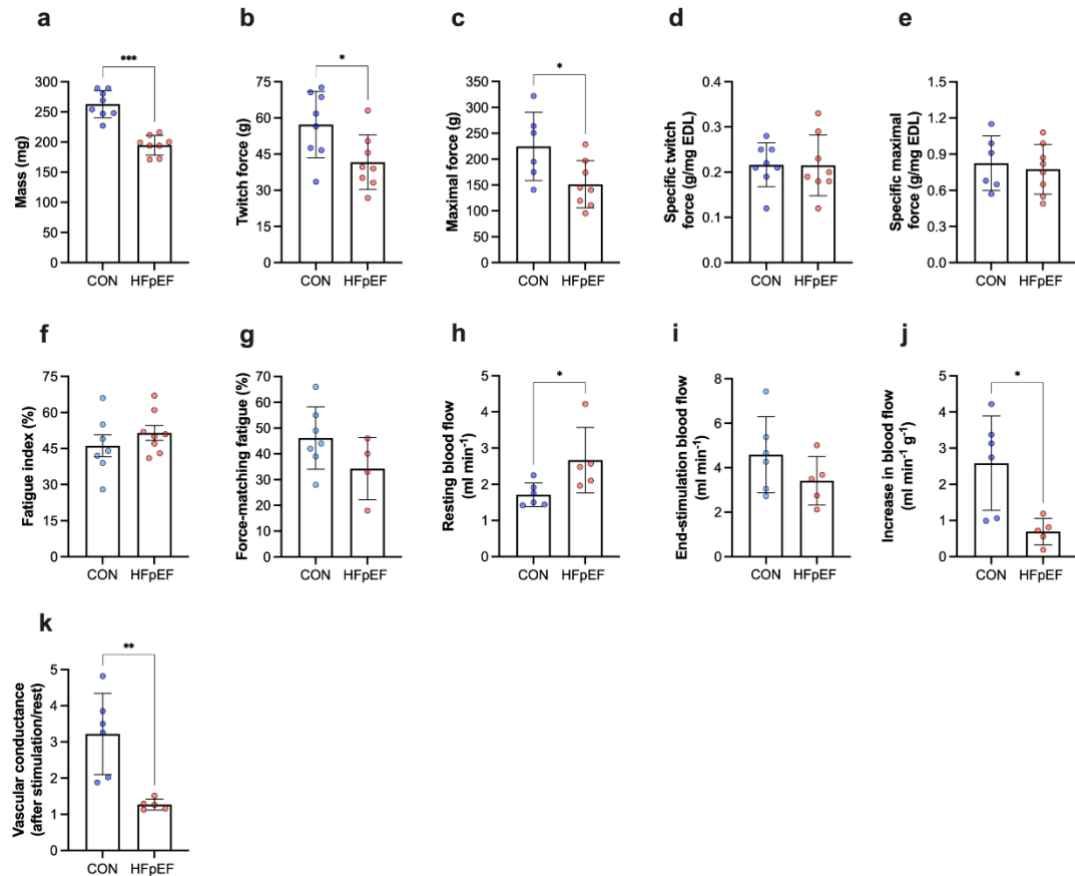 a
***
Mass (mg)
300
250
200
150
100
50
0
CON HFpEF
b
*
Twitch force (g)
75
60
45
30
15
0
CON HFpEF
c
*
Maximal force (g)
350
300
250
200
150
100
50
0
CON HFpEF
d
Specific twitch
force (g/mg EDL)
0.4
0.3
0.2
0.1
0.0
CON HFpEF
e
Specific maximal
force (g/mg EDL)
1.2
0.9
0.6
0.3
0.0
CON HFpEF
f
Fatigue index (%)
75
60
45
30
15
0
CON HFpEF
g
Force-matching fatigue (%)
70
60
50
40
30
20
10
0
CON HFpEF
h
*
Resting blood flow
(ml min⁻¹)
5
4
3
2
1
0
CON HFpEF
i
End-stimulation blood flow
(ml min⁻¹)
8
6
4
2
0
CON HFpEF
j
*
Increase in blood flow
(ml min⁻¹ g⁻¹)
5
4
3
2
1
0
CON HFpEF
k
**
Vascular conductance
(after stimulation/rest)
5
4
3
2
1
0
CON HFpEF